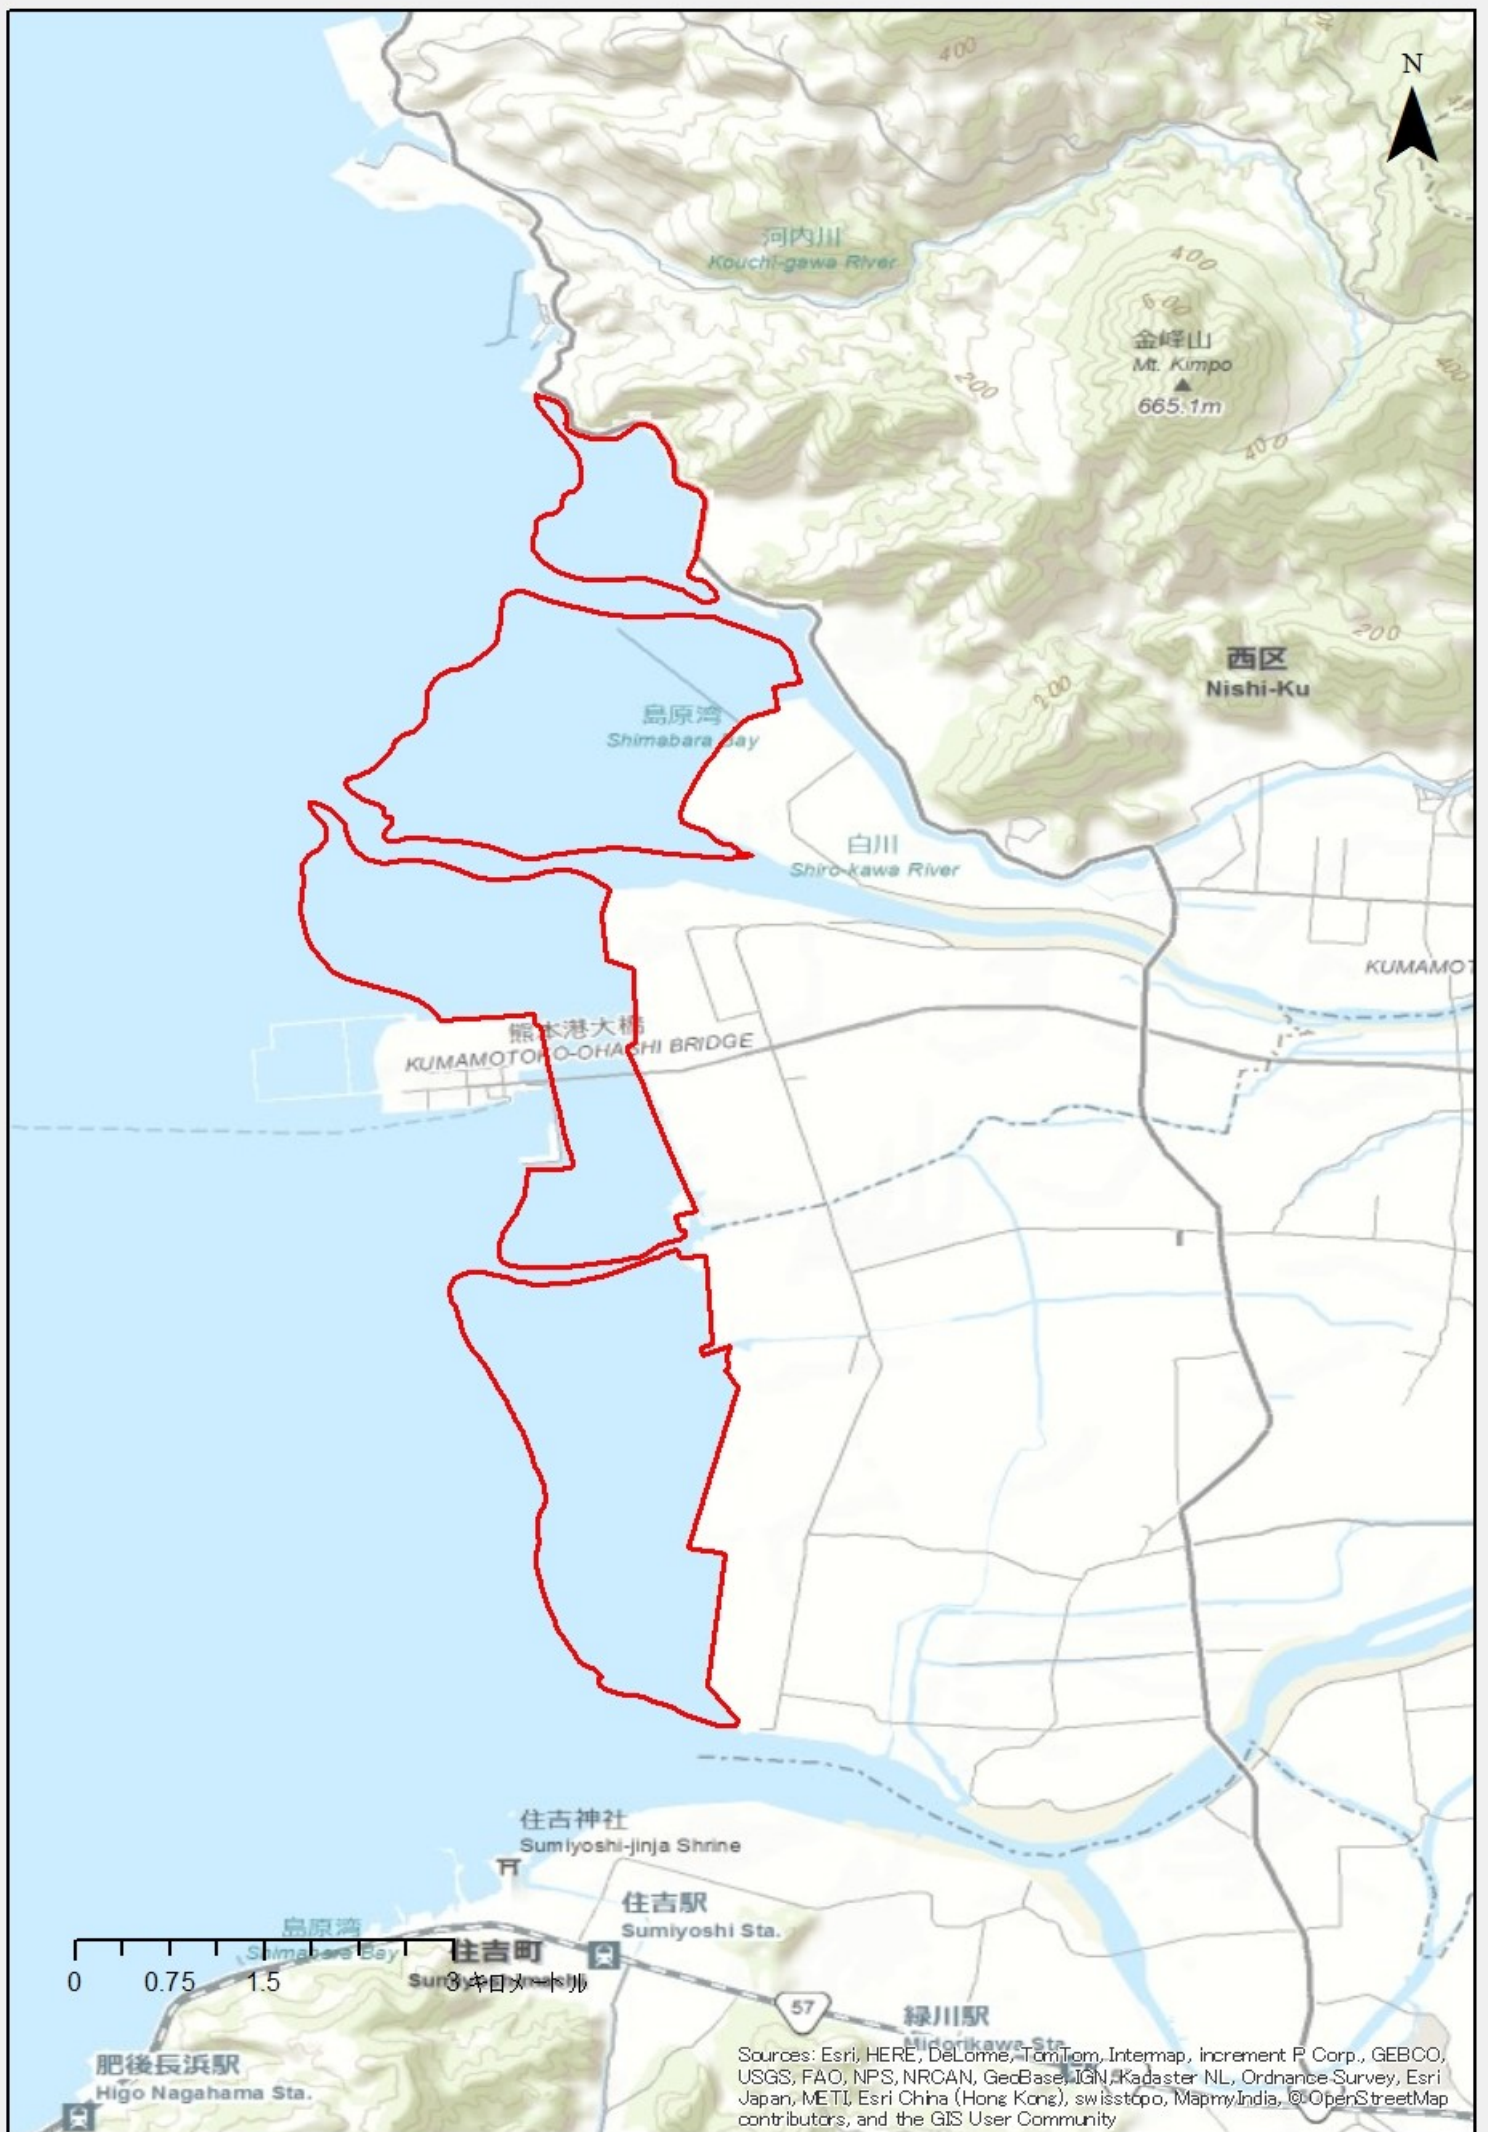 400
N
河内川
Kouchi-gawa River
400
600
金峰山
Mt. Kimpo
665.1m
200
400
400
西区
Nishi-Ku
200
200
島原湾
Shimabara Bay
白川
Shiro-kawa River
KUMAMOT
熊本港大橋
KUMAMOTOKO-OHASHI BRIDGE
住吉神社
Sumiyoshi-jinja Shrine
住吉駅
Sumiyoshi Sta.
島原湾
Shimabara Bay
住吉町
Sumiyoshimachi
0 0.75 1.5 3 キロメートル
57
緑川駅
Midorikawa Sta.
肥後長浜駅
Higo Nagahama Sta.
Sources: Esri, HERE, DeLorme, TomTom, Intermap, increment P Corp., GEBCO,
USGS, FAO, NPS, NRCAN, GeoBase, IGN, Kadaster NL, Ordnance Survey, Esri
Japan, METI, Esri China (Hong Kong), swisstopo, MapmyIndia, © OpenStreetMap
contributors, and the GIS User Community